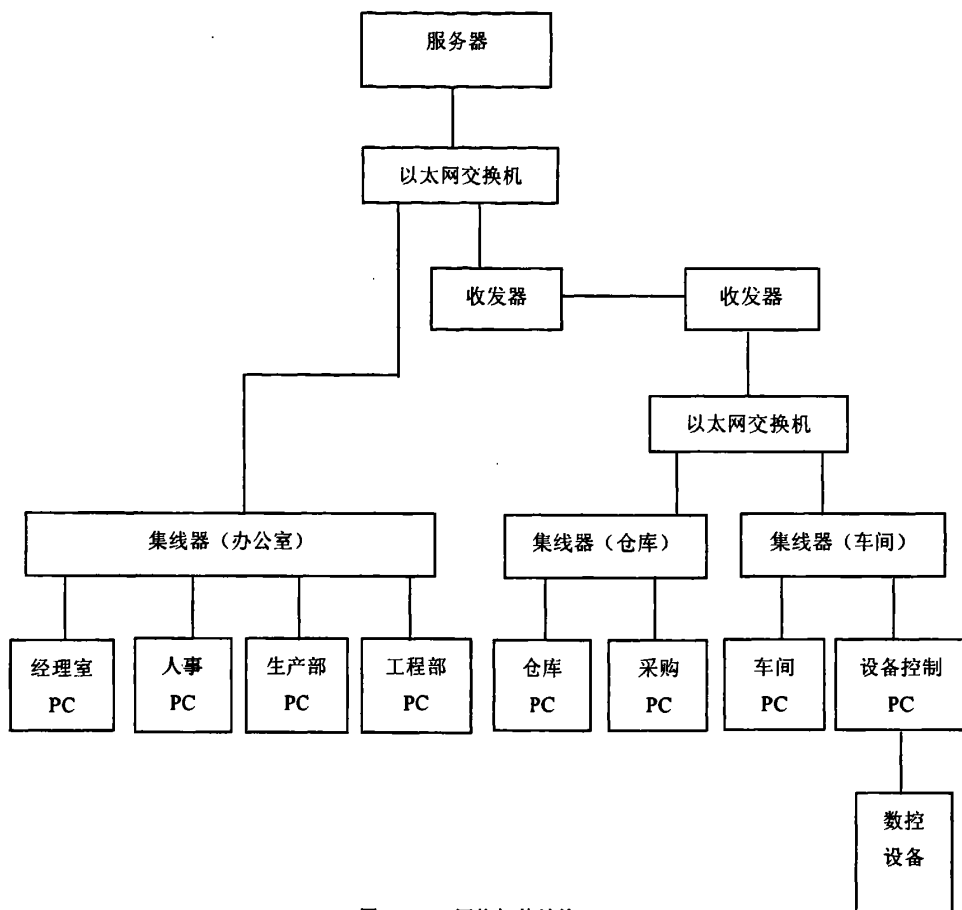 服务器
以太网交换机
收发器
收发器
以太网交换机
集线器（办公室）
集线器（仓库）
集线器（车间）
经理室
PC
人事
PC
生产部
PC
工程部
PC
仓库
PC
采购
PC
车间
PC
设备控制
PC
数控
设备